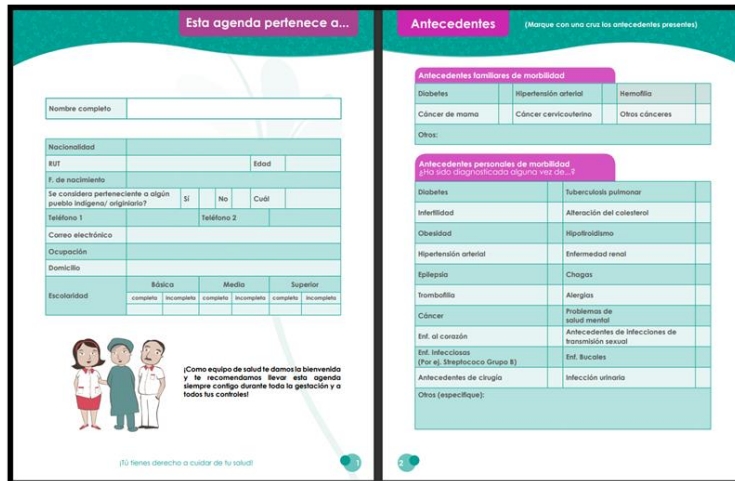 Esta agenda pertenece a...
Nombre completo
Nacionalidad
RUT
Edad
F. de nacimiento
Se considera perteneciente a algún
pueblo indígena/ originiario?
Sí
No
Cuál
Teléfono 1
Teléfono 2
Correo electrónico
Ocupación
Domicilio
Escolaridad
Básica
Media
Superior
completa incompleta completa incompleta completa incompleta
¡Como equipo de salud te damos la bienvenida
y te recomendamos llevar esta agenda
siempre contigo durante toda la gestación y a
todos tus controles!
¡Tú tienes derecho a cuidar de tu salud!
1
Antecedentes
(Marque con una cruz los antecedentes presentes)
Antecedentes familiares de morbilidad
Diabetes
Hipertensión arterial
Hemofilia
Cáncer de mama
Cáncer cervicouterino
Otros cánceres
Otros:
Antecedentes personales de morbilidad
¿Ha sido diagnosticada alguna vez de...?
Diabetes
Tuberculosis pulmonar
Infertilidad
Alteración del colesterol
Obesidad
Hipotiroidismo
Hipertensión arterial
Enfermedad renal
Epilepsia
Chagas
Trombofilia
Alergias
Cáncer
Problemas de
salud mental
Enf. al corazón
Antecedentes de infecciones de
transmisión sexual
Enf. Infecciosas
(Por ej. Streptococo Grupo B)
Enf. Bucales
Antecedentes de cirugía
Infección urinaria
Otros (especifique):
2